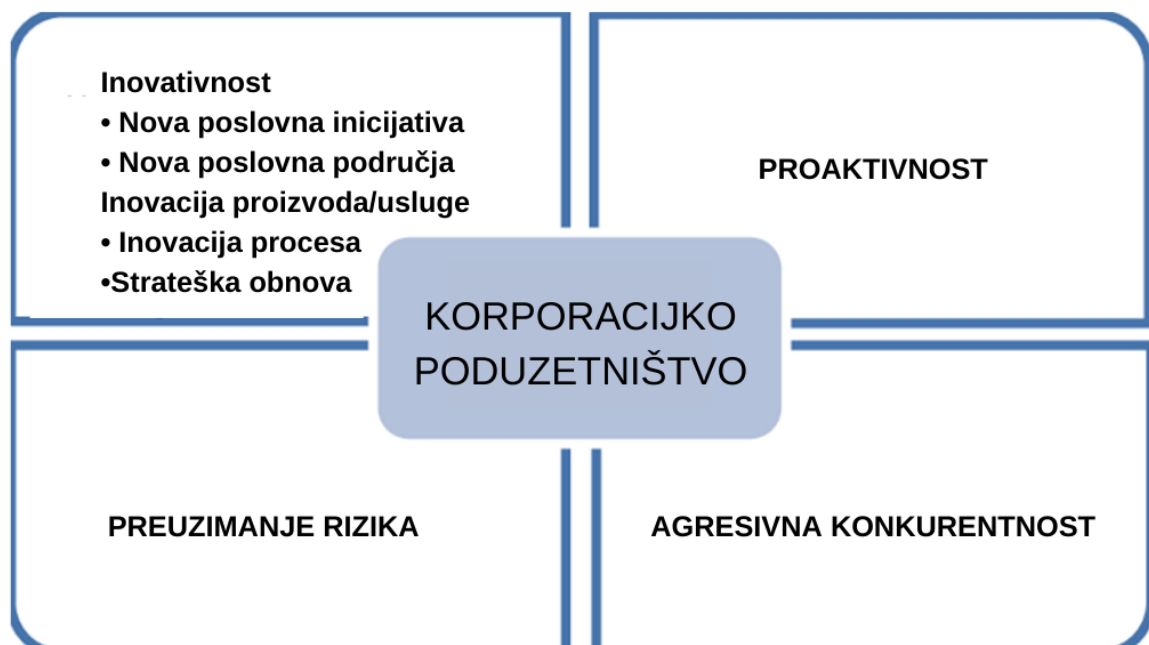 Inovativnost
• Nova poslovna inicijativa
• Nova poslovna područja
Inovacija proizvoda/usluge
• Inovacija procesa
•Strateška obnova
PROAKTIVNOST
KORPORACIJKO
PODUZETNIŠTVO
PREUZIMANJE RIZIKA
AGRESIVNA KONKURENTNOST